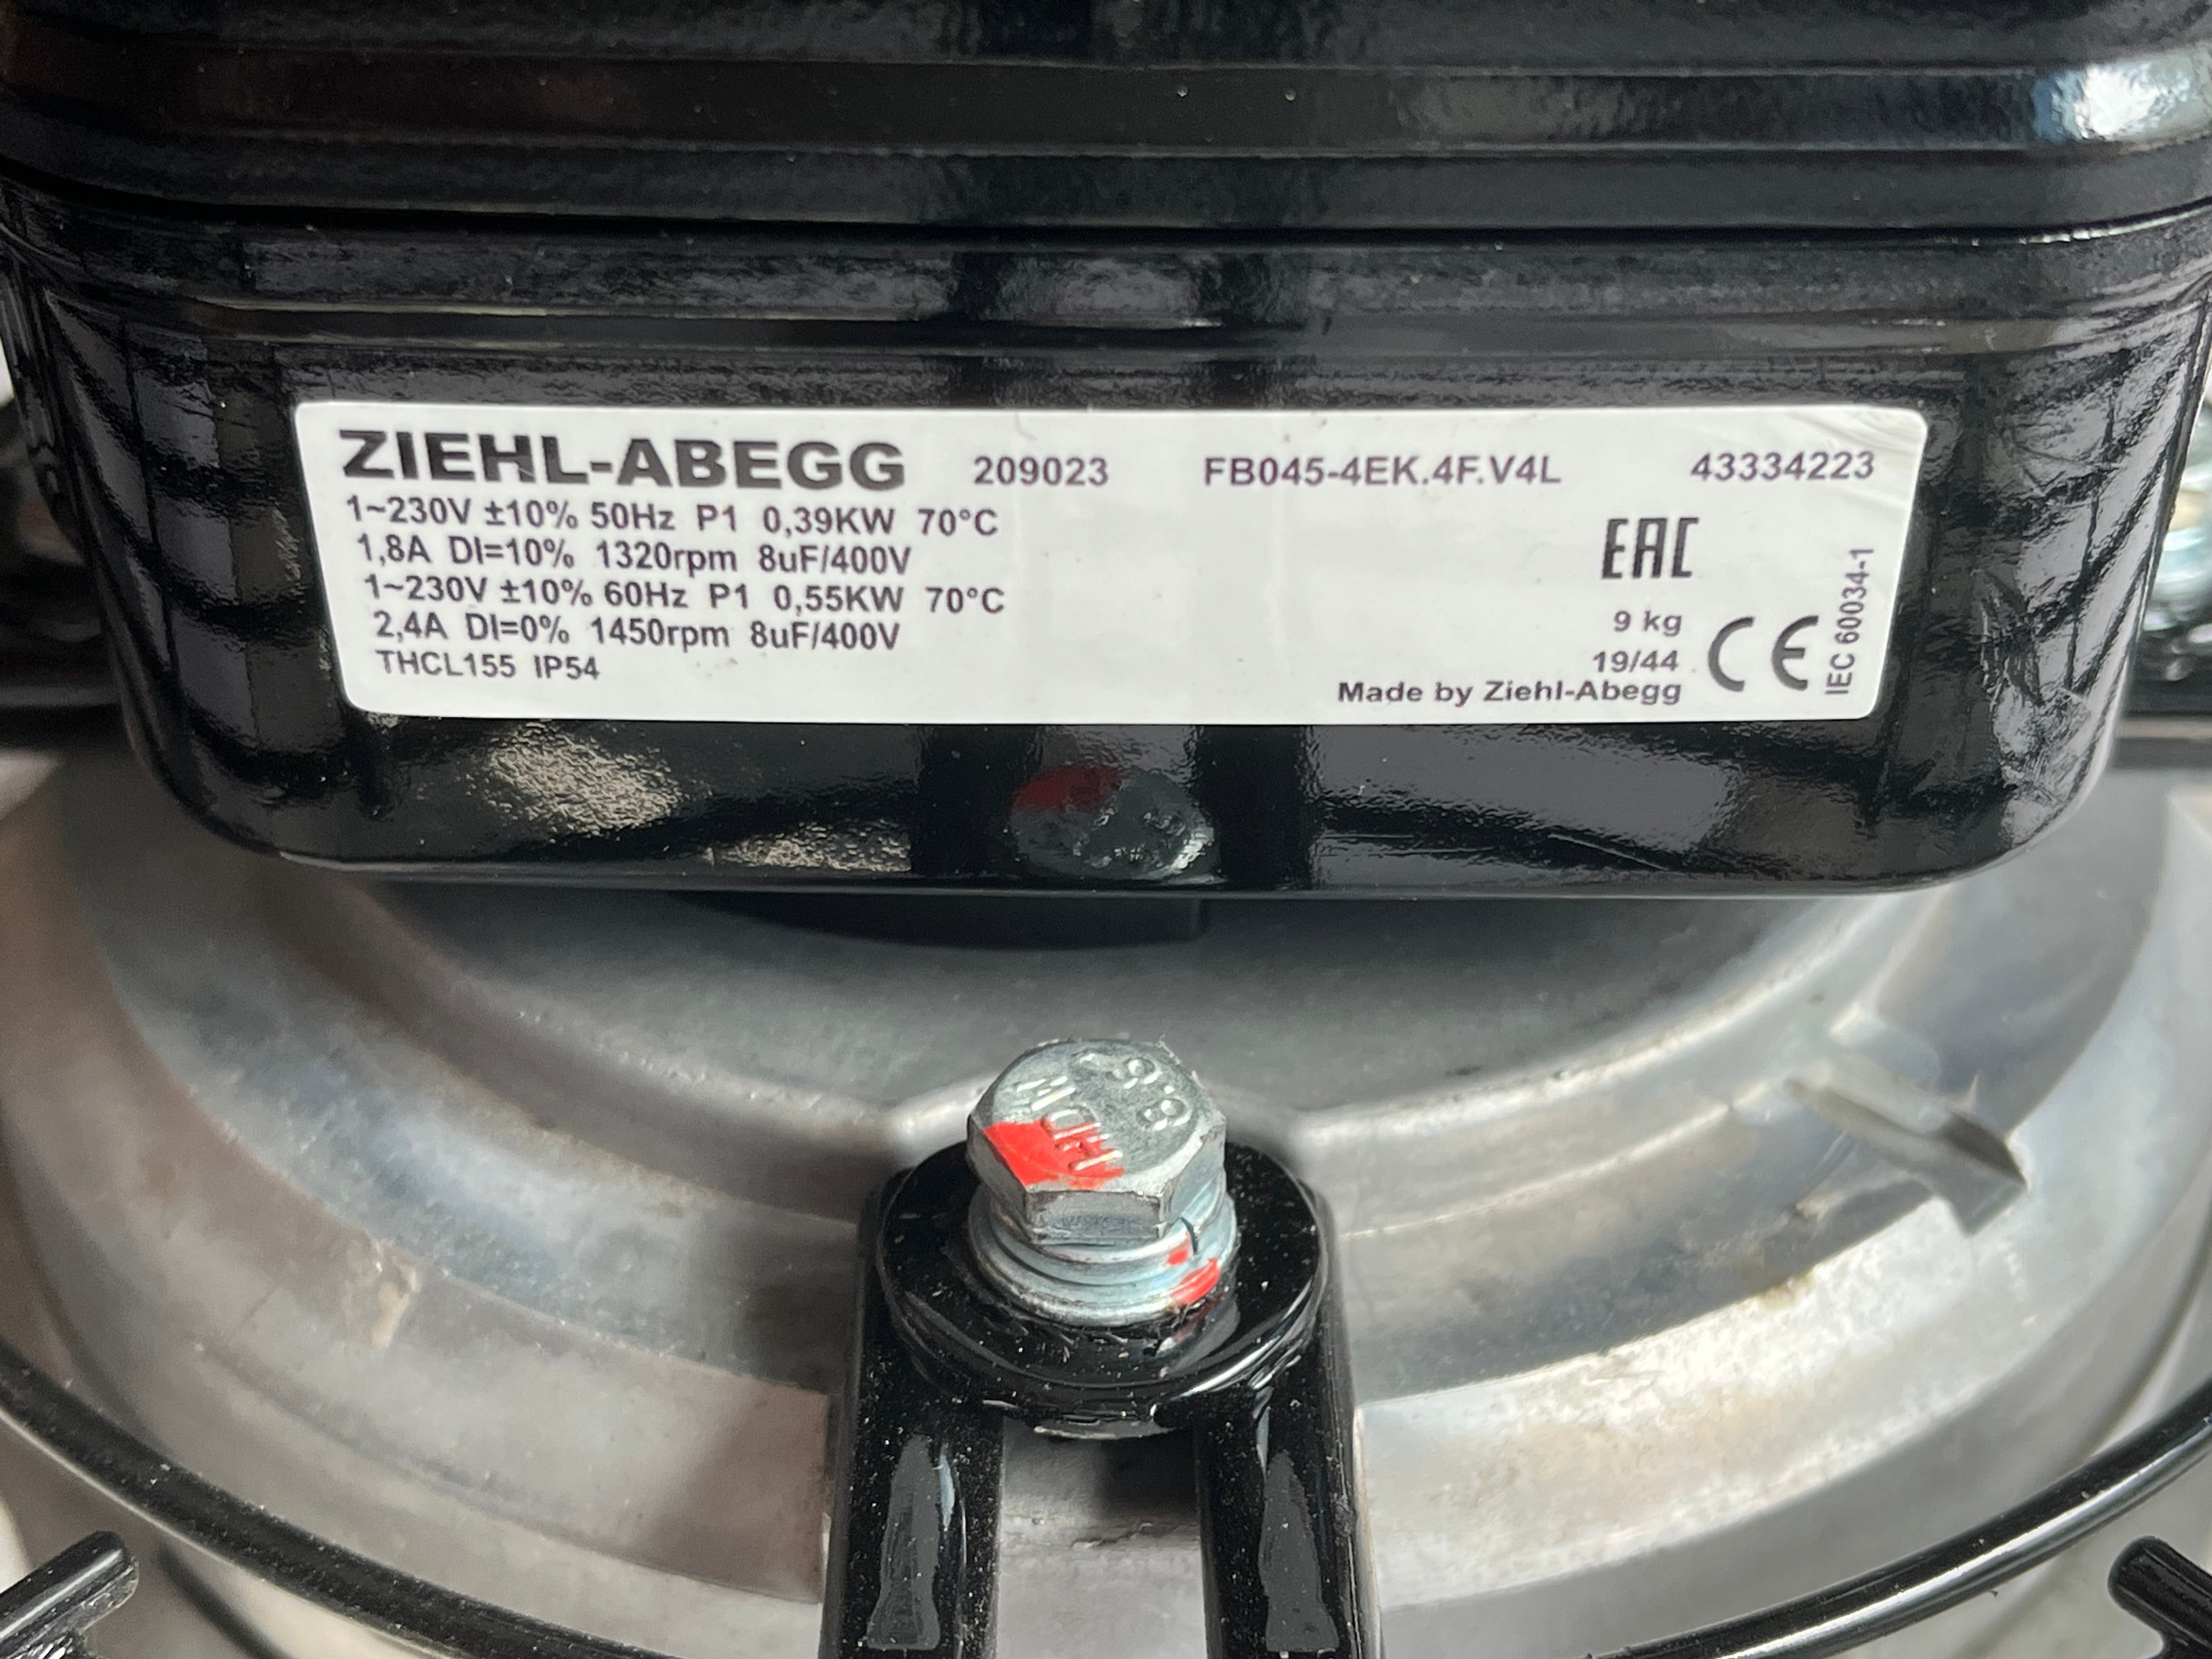 ZIEHL-ABEGG 209023 FB045-4EK.4F.V4L 43334223
1~230V ±10% 50Hz P1 0,39KW 70°C
1,8A DI=10% 1320rpm 8uF/400V
1~230V ±10% 60Hz P1 0,55KW 70°C
2,4A DI=0% 1450rpm 8uF/400V
THCL155 IP54
EAC
9 kg
19/44
Made by Ziehl-Abegg
CE
IEC 60034-1